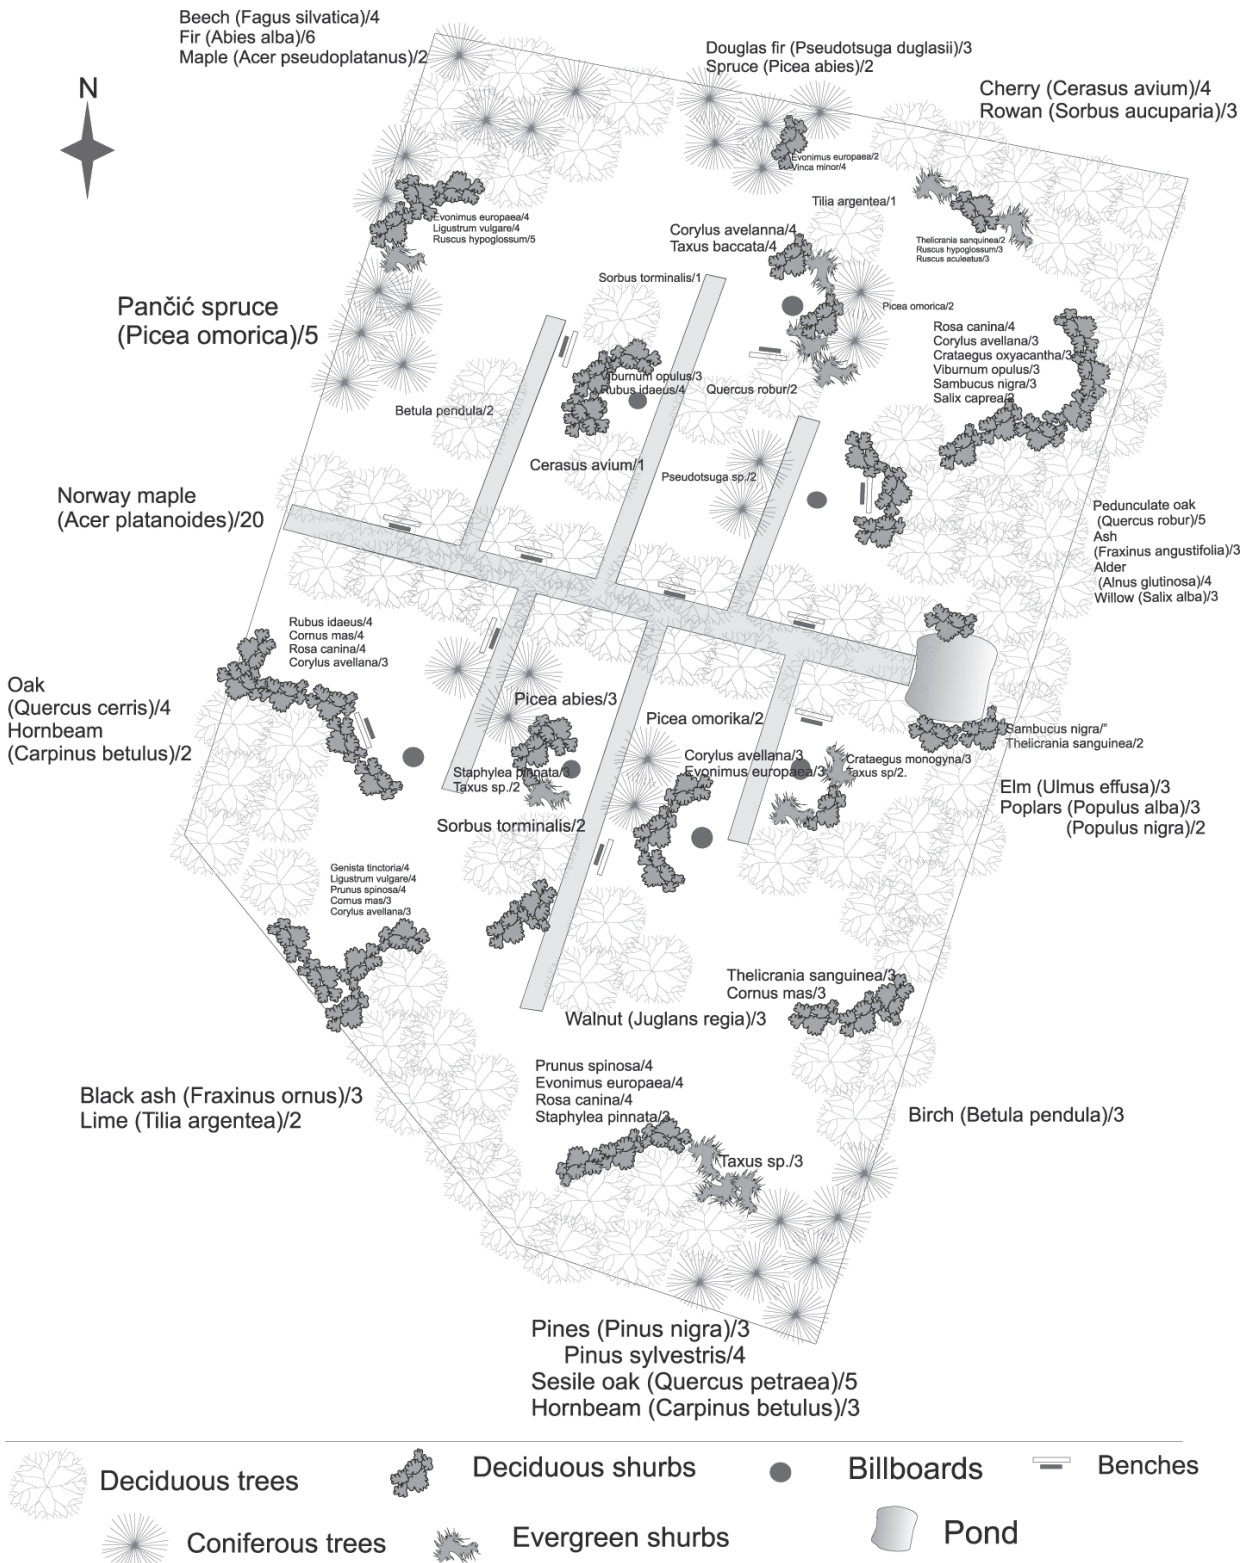 Beech (Fagus silvatica)/4
Fir (Abies alba)/6
Maple (Acer pseudoplatanus)/2
Douglas fir (Pseudotsuga duglasii)/3
Spruce (Picea abies)/2
Cherry (Cerasus avium)/4
Rowan (Sorbus aucuparia)/3
N
Evonimus europaea/2
Vinca minor/4
Tilia argentea/1
Evonimus europaea/4
Ligustrum vulgare/4
Ruscus hypoglossum/5
Corylus avelanna/4
Taxus baccata/4
Thelicrania sanquinea/2
Ruscus hypoglossum/3
Ruscus aculeatus/3
Sorbus torminalis/1
Pančić spruce
(Picea omorica)/5
Picea omorica/2
Rosa canina/4
Corylus avellana/3
Crataegus oxyacantha/3
Viburnum opulus/3
Sambucus nigra/3
Salix caprea/2
Viburnum opulus/3
Rubus idaeus/4
Quercus robur/2
Betula pendula/2
Cerasus avium/1
Pseudotsuga sp./2
Norway maple
(Acer platanoides)/20
Pedunculate oak
(Quercus robur)/5
Ash
(Fraxinus angustifolia)/3
Alder
(Alnus glutinosa)/4
Willow (Salix alba)/3
Rubus idaeus/4
Cornus mas/4
Rosa canina/4
Corylus avellana/3
Oak
(Quercus cerris)/4
Hornbeam
(Carpinus betulus)/2
Picea abies/3
Picea omorika/2
Sambucus nigra/"
Thelicrania sanguinea/2
Corylus avellana/3
Evonimus europaea/3
Crataegus monogyna/3
Taxus sp/2.
Staphylea pinnata/3
Taxus sp./2
Elm (Ulmus effusa)/3
Poplars (Populus alba)/3
(Populus nigra)/2
Sorbus torminalis/2
Genista tinctoria/4
Ligustrum vulgare/4
Prunus spinosa/4
Cornus mas/3
Corylus avellana/3
Thelicrania sanguinea/3
Cornus mas/3
Walnut (Juglans regia)/3
Prunus spinosa/4
Evonimus europaea/4
Rosa canina/4
Staphylea pinnata/3
Black ash (Fraxinus ornus)/3
Lime (Tilia argentea)/2
Birch (Betula pendula)/3
Taxus sp./3
Pines (Pinus nigra)/3
Pinus sylvestris/4
Sesile oak (Quercus petraea)/5
Hornbeam (Carpinus betulus)/3
Deciduous trees
Deciduous shurbs
Billboards
Benches
Coniferous trees
Evergreen shurbs
Pond